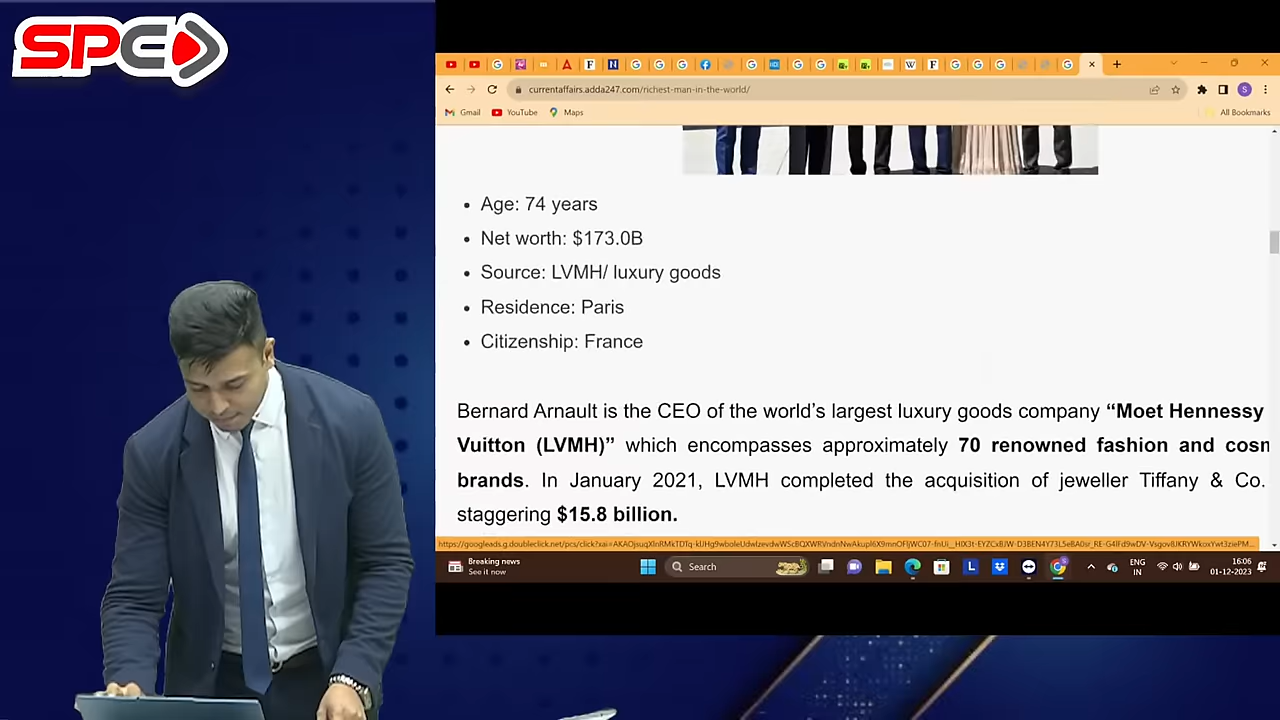 SPED
currentaffairs.adda247.com/richest-man-in-the-world/
Gmail YouTube Maps All Bookmarks
• Age: 74 years
• Net worth: $173.0B
• Source: LVMH/ luxury goods
• Residence: Paris
• Citizenship: France
Bernard Arnault is the CEO of the world’s largest luxury goods company “Moet Hennessy
Vuitton (LVMH)” which encompasses approximately 70 renowned fashion and cosm
brands. In January 2021, LVMH completed the acquisition of jeweller Tiffany & Co.
staggering $15.8 billion.
Breaking news
See it now
Search
ENG
IN
16:06
01-12-2023